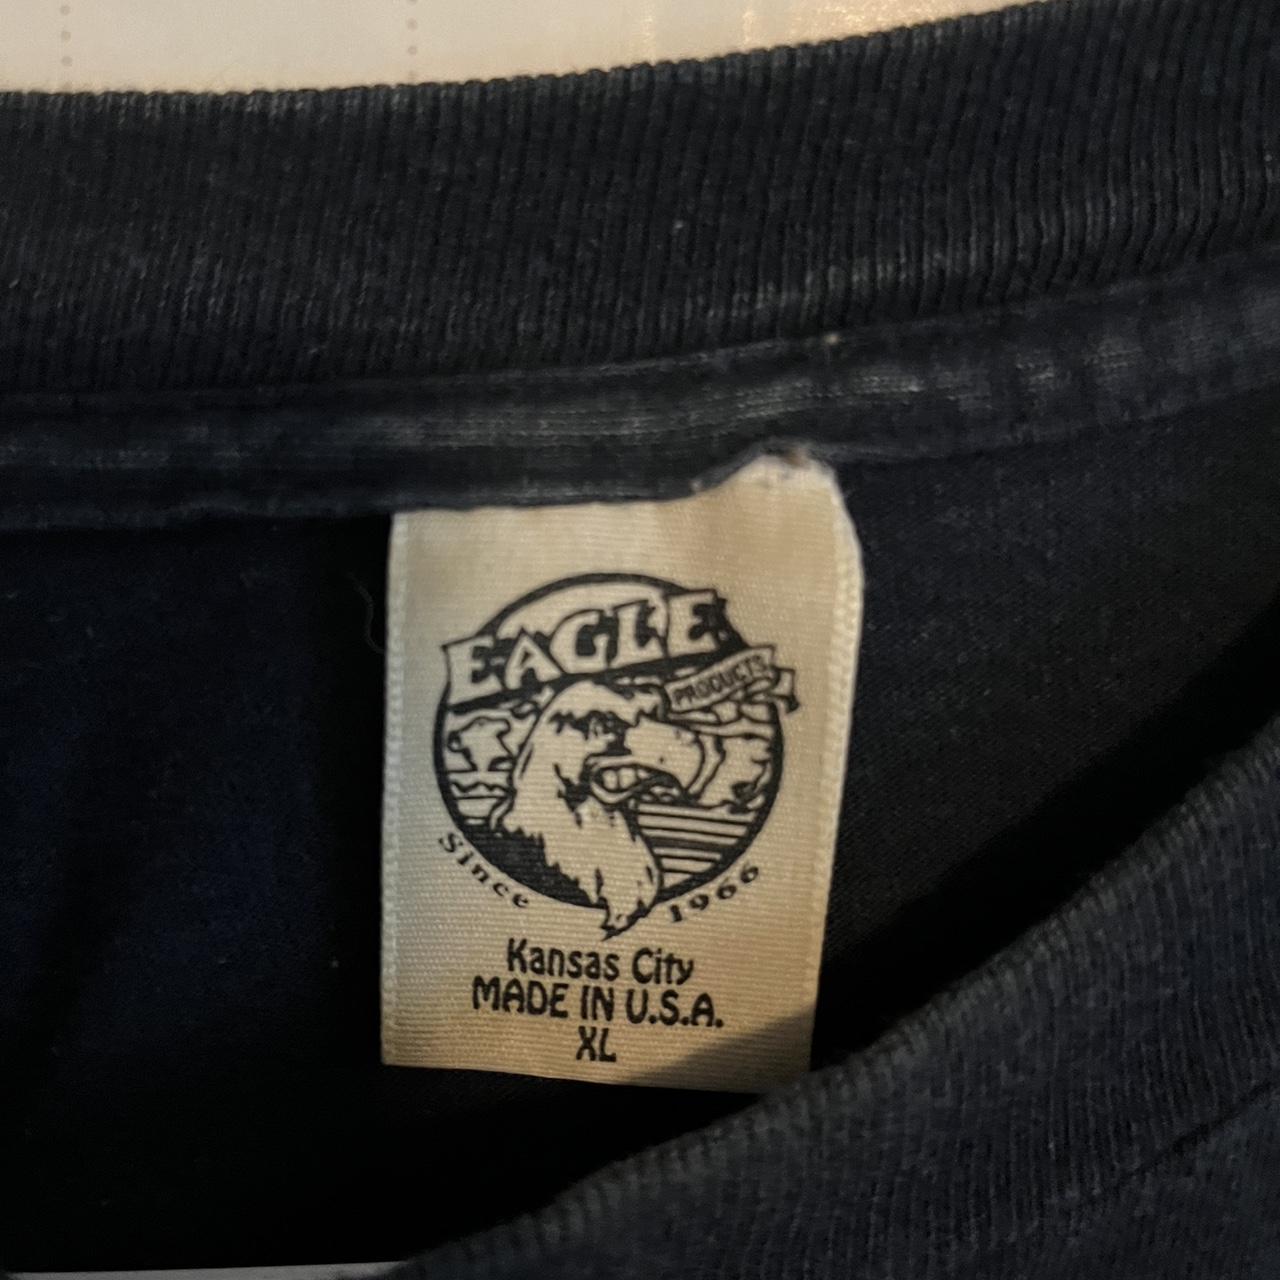 EAGLE
PRODUCTS
Since 1966
Kansas City
MADE IN U.S.A.
XL